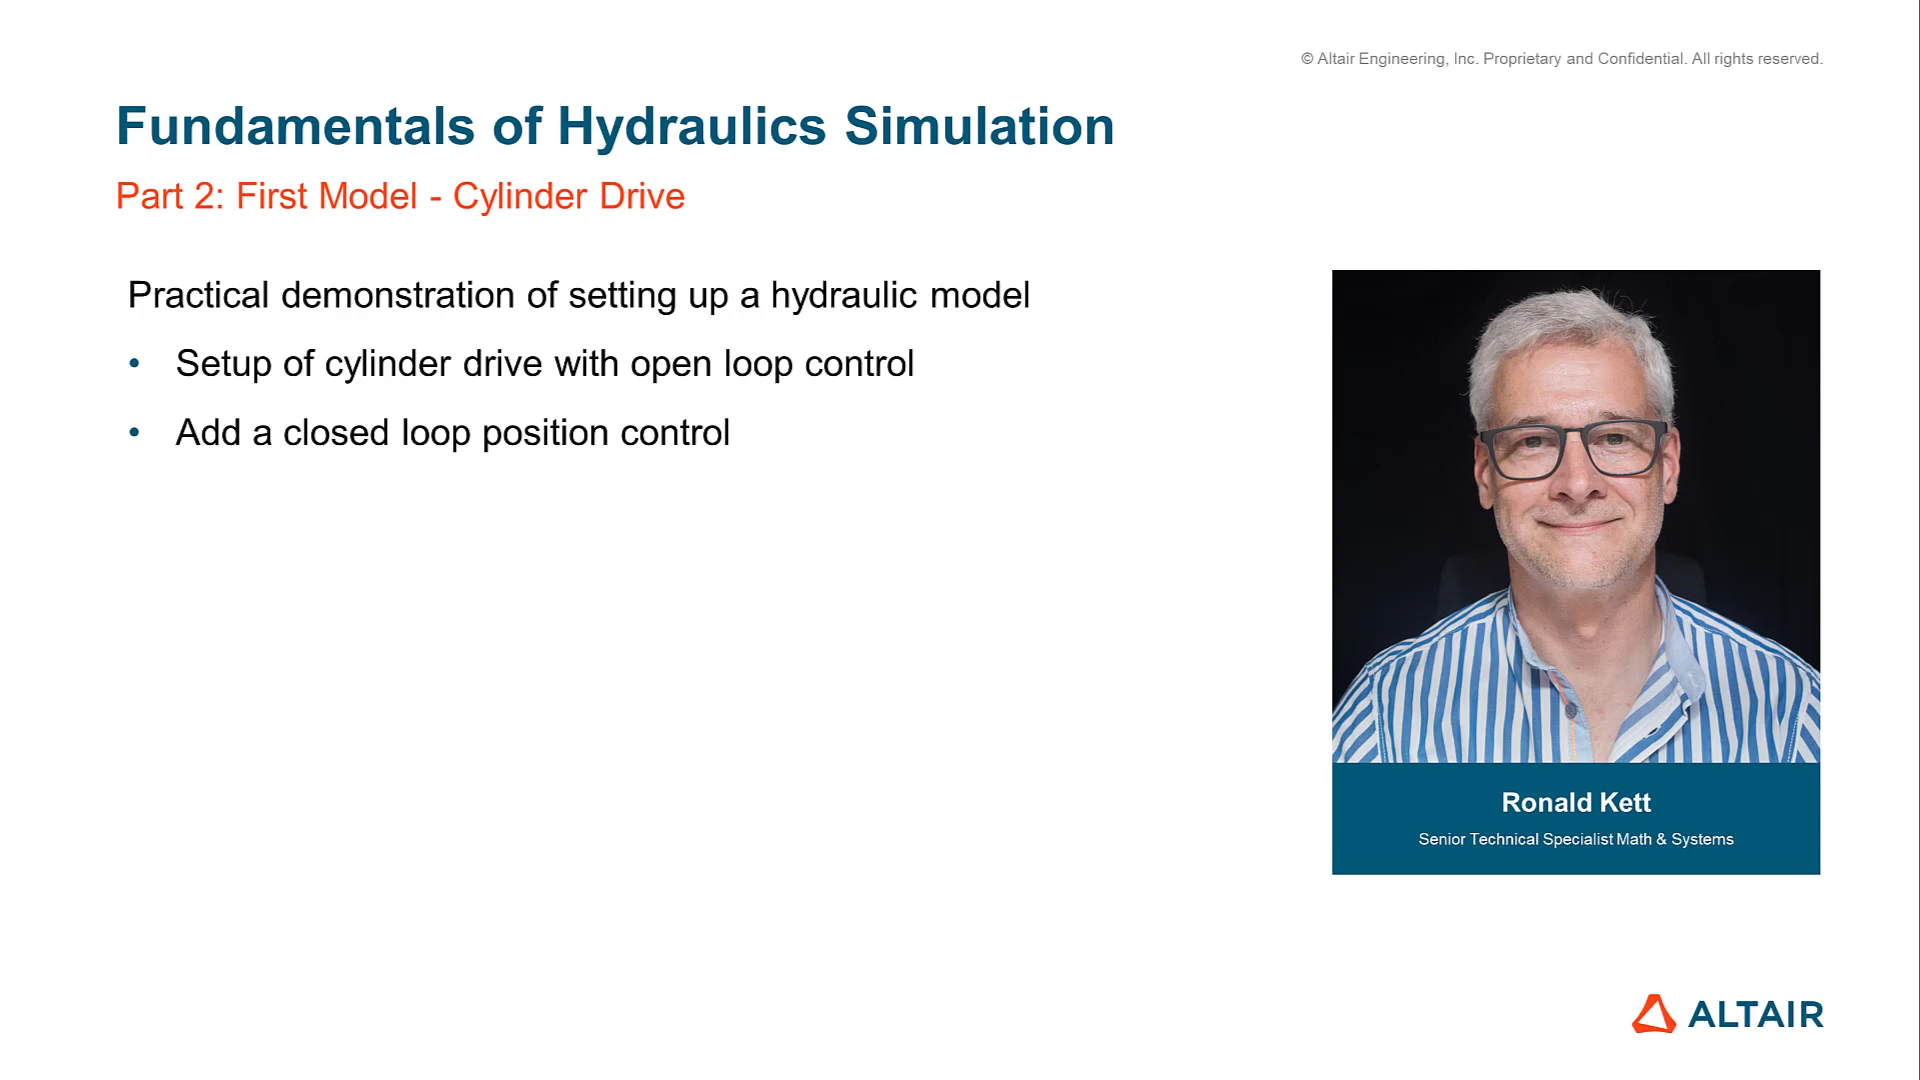 © Altair Engineering, Inc. Proprietary and Confidential. All rights reserved.
Fundamentals of Hydraulics Simulation
Part 2: First Model - Cylinder Drive
Practical demonstration of setting up a hydraulic model
• Setup of cylinder drive with open loop control
• Add a closed loop position control
Ronald Kett
Senior Technical Specialist Math & Systems
ALTAIR